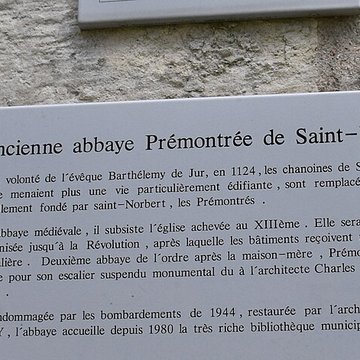 ncienne abbaye Prémontrée de Saint-
volonté de l'évêque Barthélemy de Jur, en 1124, les chanoines de S
e menaient plus une vie particulièrement édifiante, sont remplacé
lement fondé par saint-Norbert, les Prémontrés.
bbaye médiévale, il subsiste l'église achevée au XIIIème. Elle sera
nisée jusqu'à la Révolution, après laquelle les bâtiments reçoivent
lière. Deuxième abbaye de l'ordre après la maison-mère, Prémo
e pour son escalier suspendu monumental du à l'architecte Charles
.
ndommagée par les bombardements de 1944, restaurée par l'arch
Y, l'abbaye accueille depuis 1980 la très riche bibliothèque municip